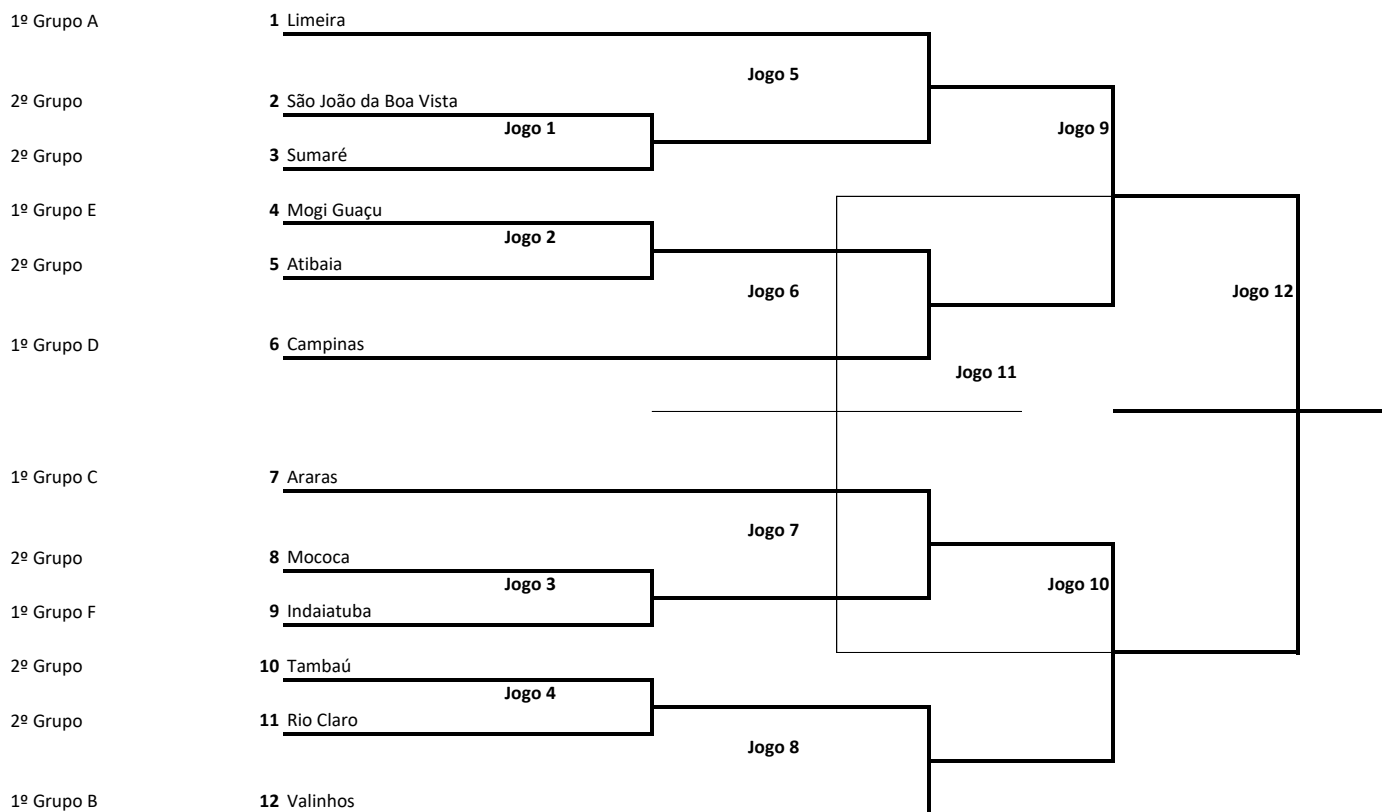 1º Grupo A 1 Limeira
Jogo 5
2º Grupo 2 São João da Boa Vista
Jogo 1 Jogo 9
2º Grupo 3 Sumaré
1º Grupo E 4 Mogi Guaçu
Jogo 2
2º Grupo 5 Atibaia
Jogo 6 Jogo 12
1º Grupo D 6 Campinas
Jogo 11
1º Grupo C 7 Araras
Jogo 7
2º Grupo 8 Mococa
Jogo 3 Jogo 10
1º Grupo F 9 Indaiatuba
2º Grupo 10 Tambaú
Jogo 4
2º Grupo 11 Rio Claro
Jogo 8
1º Grupo B 12 Valinhos